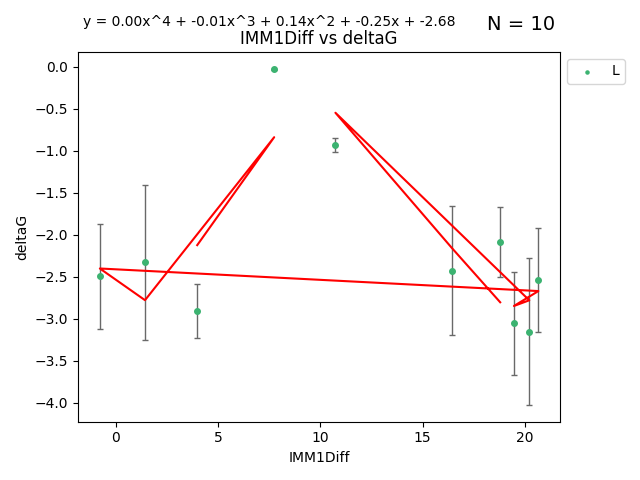 y = 0.00x^4 + -0.01x^3 + 0.14x^2 + -0.25x + -2.68
N = 10
IMM1Diff vs deltaG
L
0.0
−0.5
−1.0
−1.5
−2.0
−2.5
−3.0
−3.5
−4.0
deltaG
0
5
10
15
20
IMM1Diff